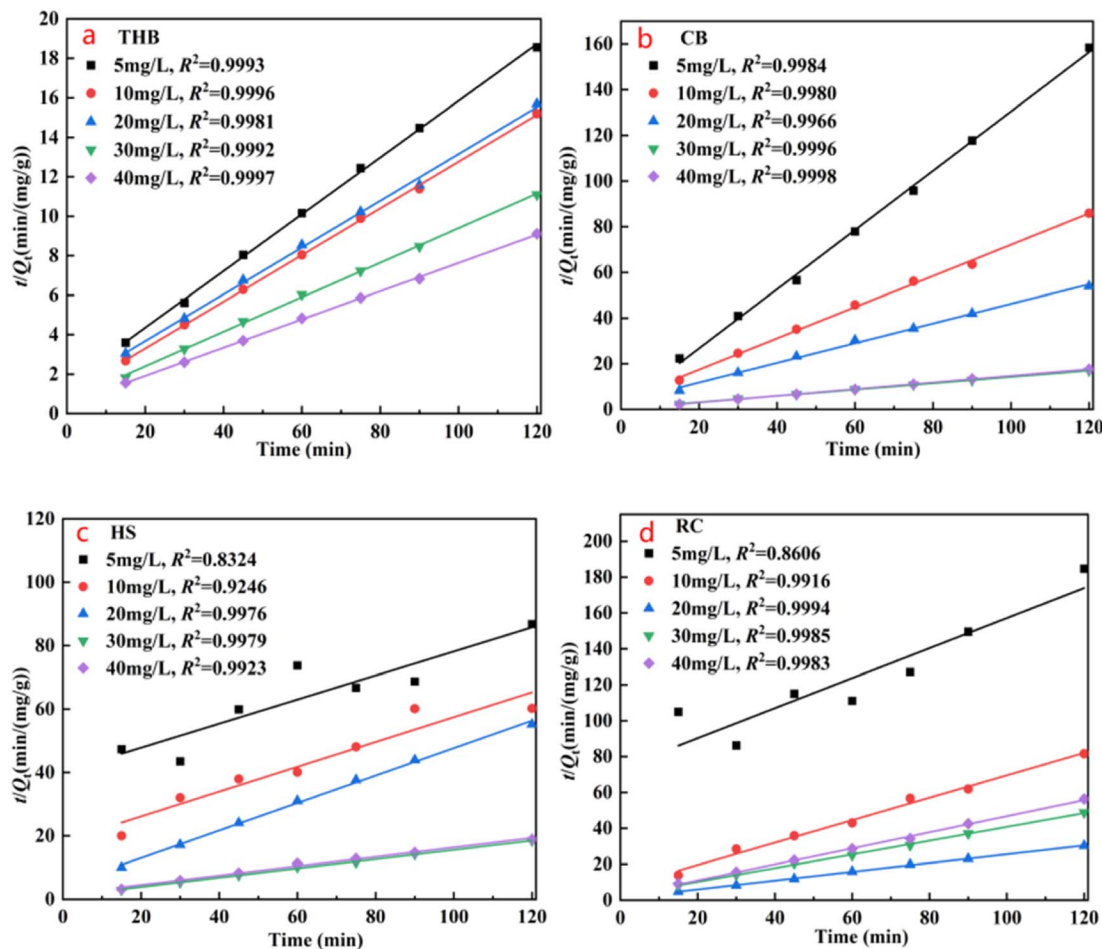 a THB
5mg/L, R²=0.9993
10mg/L, R²=0.9996
20mg/L, R²=0.9981
30mg/L, R²=0.9992
40mg/L, R²=0.9997
t/Qₜ(min/(mg/g))
20
18
16
14
12
10
8
6
4
2
0
0 20 40 60 80 100 120
Time (min)
b CB
5mg/L, R²=0.9984
10mg/L, R²=0.9980
20mg/L, R²=0.9966
30mg/L, R²=0.9996
40mg/L, R²=0.9998
t/Qₜ(min/(mg/g))
160
140
120
100
80
60
40
20
0
0 20 40 60 80 100 120
Time (min)
c HS
5mg/L, R²=0.8324
10mg/L, R²=0.9246
20mg/L, R²=0.9976
30mg/L, R²=0.9979
40mg/L, R²=0.9923
t/Qₜ(min/(mg/g))
120
100
80
60
40
20
0
0 20 40 60 80 100 120
Time (min)
d RC
5mg/L, R²=0.8606
10mg/L, R²=0.9916
20mg/L, R²=0.9994
30mg/L, R²=0.9985
40mg/L, R²=0.9983
t/Qₜ(min/(mg/g))
200
180
160
140
120
100
80
60
40
20
0
0 20 40 60 80 100 120
Time (min)